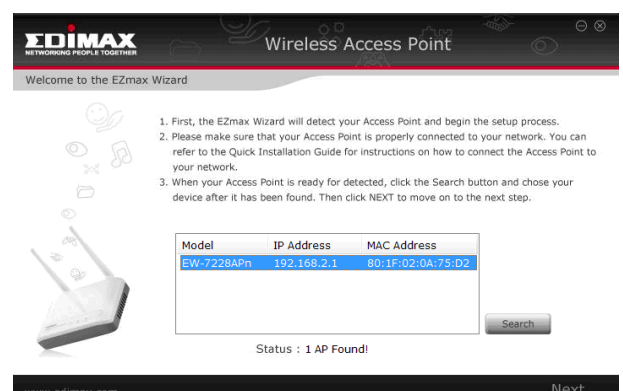 EDIMAX
NETWORKING PEOPLE TOGETHER
Wireless Access Point
Welcome to the EZmax Wizard
1. First, the EZmax Wizard will detect your Access Point and begin the setup process.
2. Please make sure that your Access Point is properly connected to your network. You can
refer to the Quick Installation Guide for instructions on how to connect the Access Point to
your network.
3. When your Access Point is ready for detected, click the Search button and chose your
device after it has been found. Then click NEXT to move on to the next step.
Model IP Address MAC Address
EW-7228APn 192.168.2.1 80:1F:02:0A:75:D2
Search
Status : 1 AP Found!
www.edimax.com Next